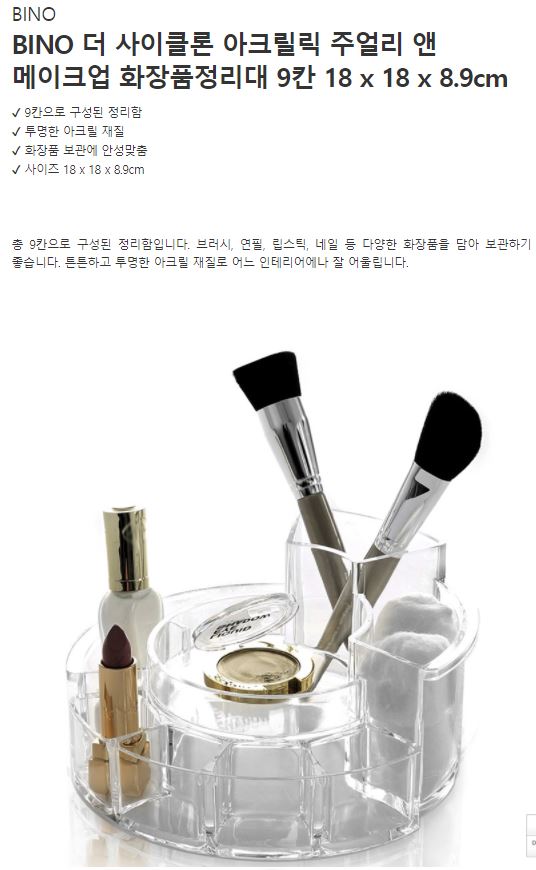 BINO
BINO 더 사이클론 아크릴릭 주얼리 앤
메이크업 화장품정리대 9칸 18 x 18 x 8.9cm
✓ 9칸으로 구성된 정리함
✓ 투명한 아크릴 재질
✓ 화장품 보관에 안성맞춤
✓ 사이즈 18 x 18 x 8.9cm
총 9칸으로 구성된 정리함입니다. 브러시, 연필, 립스틱, 네일 등 다양한 화장품을 담아 보관하기
좋습니다. 튼튼하고 투명한 아크릴 재질로 어느 인테리어에나 잘 어울립니다.